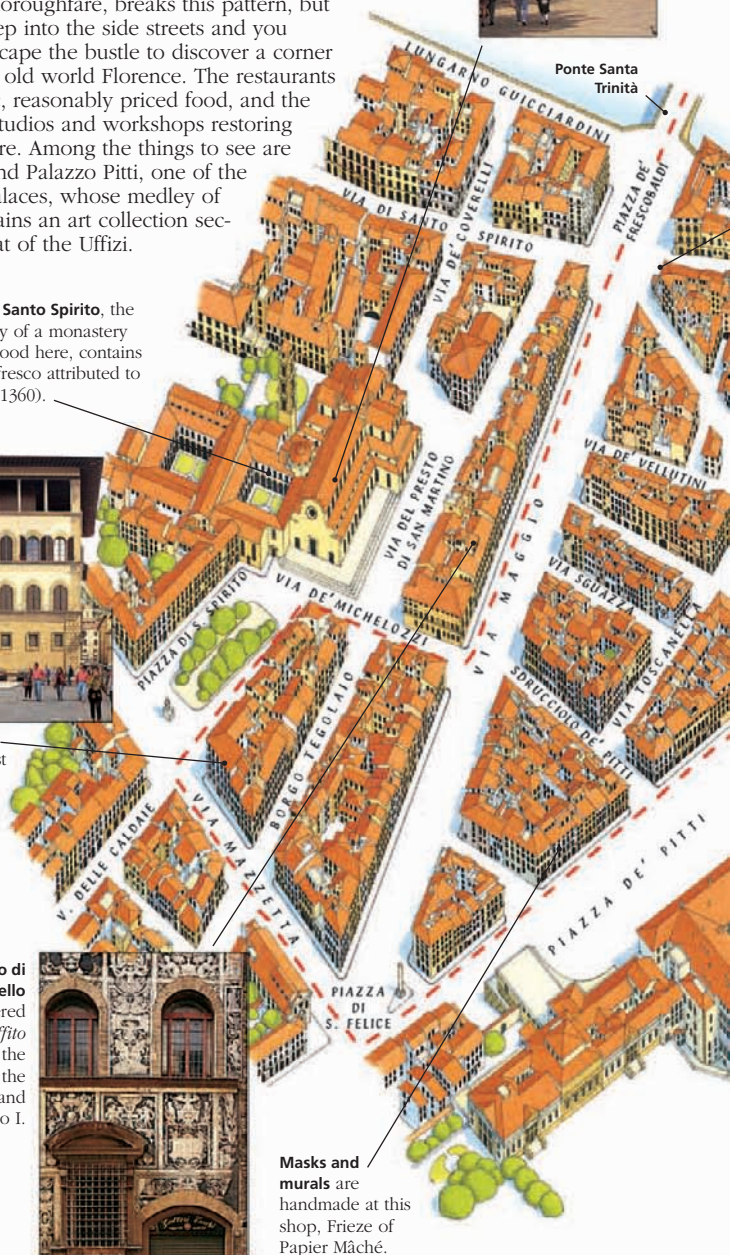 oroughfare, breaks this pattern, but
ep into the side streets and you
cape the bustle to discover a corner
old world Florence. The restaurants
, reasonably priced food, and the
tudios and workshops restoring
re. Among the things to see are
nd Palazzo Pitti, one of the
laces, whose medley of
ains an art collection sec-
at of the Uffizi.
Ponte Santa
Trinità
LUNGARNO GUICCIARDINI
PIAZZA DE'
FRESCOBALDI
VIA DI SANTO SPIRITO
VIA DE' COVERELLI
Santo Spirito, the
y of a monastery
ood here, contains
fresco attributed to
1360).
VIA DE' VELLUTINI
VIA DEL PRESTO
DI SAN MARTINO
VIA MAGGIO
VIA SGUAZZA
VIA TOSCANELLA
PIAZZA DI S. SPIRITO
VIA DE' MICHELOZZI
SDRUCCIOLO DE' PITTI
BORGO TEGOLAIO
st
VIA MAZZETTA
V. DELLE CALDAIE
PIAZZA DE' PITTI
PIAZZA
DI
S. FELICE
o di
ello
ered
ffito
the
the
and
o I.
Masks and
murals are
handmade at this
shop, Frieze of
Papier Mâché.